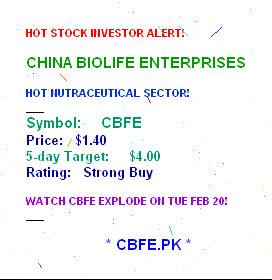 HOT STOCK INVESTOR ALERT!
CHINA BIOLIFE ENTERPRISES
HOT NUTRACEUTICAL SECTOR!
Symbol: CBFE
Price: $1.40
5-day Target: $4.00
Rating: Strong Buy
WATCH CBFE EXPLODE ON TUE FEB 20!
* CBFE.PK *